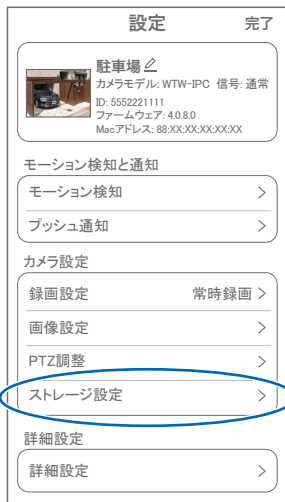 設定 完了
駐車場
カメラモデル: WTW-IPC 信号: 通常
ID: 5552221111
ファームウェア: 4.0.8.0
Macアドレス: 88:XX:XX:XX:XX:XX
モーション検知と通知
モーション検知
プッシュ通知
カメラ設定
録画設定 常時録画
画像設定
PTZ調整
ストレージ設定
詳細設定
詳細設定